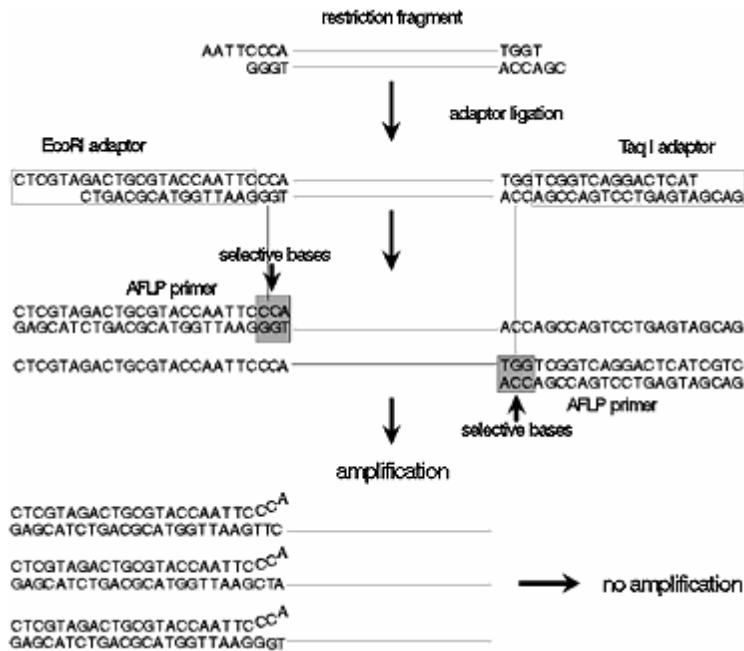 restriction fragment
AATTCCCA TGGT
GGGT ACCAGC
adaptor ligation
EcoRI adaptor Taq I adaptor
CTCGTAGACTGCGTACCAATTCCCA TGGTCGGTCAGGACTCAT
CTGACGCATGGTTAAGGGT ACCAGCCAGTCCTGAGTAGCAG
selective bases
AFLP primer
CTCGTAGACTGCGTACCAATTCCCA
GAGCATCTGACGCATGGTTAAGGGT ACCAGCCAGTCCTGAGTAGCAG
CTCGTAGACTGCGTACCAATTCCCA TGGTCGGTCAGGACTCATCGTC
ACCAGCCAGTCCTGAGTAGCAG
AFLP primer
selective bases
amplification
CTCGTAGACTGCGTACCAATTCCCA
GAGCATCTGACGCATGGTTAAGTTC
CTCGTAGACTGCGTACCAATTCCCA
GAGCATCTGACGCATGGTTAAGCTA
no amplification
CTCGTAGACTGCGTACCAATTCCCA
GAGCATCTGACGCATGGTTAAGGGT